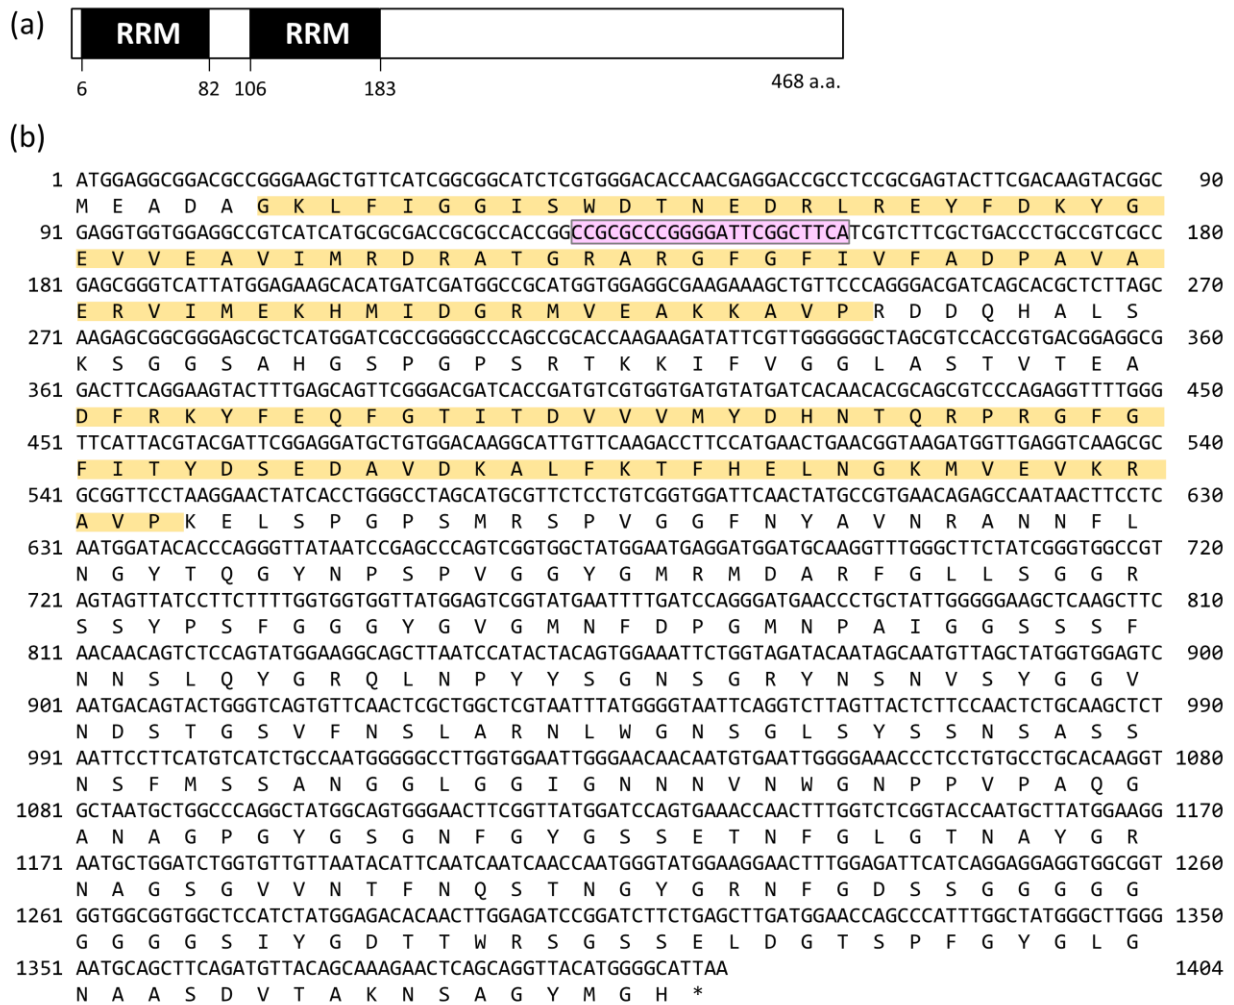 (a)
RRM RRM
6 82 106 183 468 a.a.
(b)
1 ATGGAGGCGGACGCCGGGAAGCTGTTCATCGGCGGCATCTCGTGGGACACCAACGAGGACCGCCTCCGCGAGTACTTCGACAAGTACGGC 90
M E A D A G K L F I G G I S W D T N E D R L R E Y F D K Y G
91 GAGGTGGTGGAGGCCGTCATCATGCGCGACCGCGCCACCGGCCGCGCCCGGGGATTCGGCTTCATCGTCTTCGCTGACCCTGCCGTCGCC 180
E V V E A V I M R D R A T G R A R G F G F I V F A D P A V A
181 GAGCGGGTCATTATGGAGAAGCACATGATCGATGGCCGCATGGTGGAGGCGAAGAAAGCTGTTCCCAGGGACGATCAGCACGCTCTTAGC 270
E R V I M E K H M I D G R M V E A K K A V P R D D Q H A L S
271 AAGAGCGGCGGGAGCGCTCATGGATCGCCGGGGCCCAGCCGCACCAAGAAGATATTCGTTGGGGGGCTAGCGTCCACCGTGACGGAGGCG 360
K S G G S A H G S P G P S R T K K I F V G G L A S T V T E A
361 GACTTCAGGAAGTACTTTGAGCAGTTCGGGACGATCACCGATGTCGTGGTGATGTATGATCACAACACGCAGCGTCCCAGAGGTTTTGGG 450
D F R K Y F E Q F G T I T D V V V M Y D H N T Q R P R G F G
451 TTCATTACGTACGATTCGGAGGATGCTGTGGACAAGGCATTGTTCAAGACCTTCCATGAACTGAACGGTAAGATGGTTGAGGTCAAGCGC 540
F I T Y D S E D A V D K A L F K T F H E L N G K M V E V K R
541 GCGGTTCCTAAGGAACTATCACCTGGGCCTAGCATGCGTTCTCCTGTCGGTGGATTCAACTATGCCGTGAACAGAGCCAATAACTTCCTC 630
A V P K E L S P G P S M R S P V G G F N Y A V N R A N N F L
631 AATGGATACACCCAGGGTTATAATCCGAGCCCAGTCGGTGGCTATGGAATGAGGATGGATGCAAGGTTTGGGCTTCTATCGGGTGGCCGT 720
N G Y T Q G Y N P S P V G G Y G M R M D A R F G L L S G G R
721 AGTAGTTATCCTTCTTTTGGTGGTGGTTATGGAGTCGGTATGAATTTTGATCCAGGGATGAACCCTGCTATTGGGGGAAGCTCAAGCTTC 810
S S Y P S F G G G Y G V G M N F D P G M N P A I G G S S S F
811 AACAACAGTCTCCAGTATGGAAGGCAGCTTAATCCATACTACAGTGGAAATTCTGGTAGATACAATAGCAATGTTAGCTATGGTGGAGTC 900
N N S L Q Y G R Q L N P Y Y S G N S G R Y N S N V S Y G G V
901 AATGACAGTACTGGGTCAGTGTTCAACTCGCTGGCTCGTAATTTATGGGGTAATTCAGGTCTTAGTTACTCTTCCAACTCTGCAAGCTCT 990
N D S T G S V F N S L A R N L W G N S G L S Y S S N S A S S
991 AATTCCTTCATGTCATCTGCCAATGGGGGCCTTGGTGGAATTGGGAACAACAATGTGAATTGGGGAAACCCTCCTGTGCCTGCACAAGGT 1080
N S F M S S A N G G L G G I G N N N V N W G N P P V P A Q G
1081 GCTAATGCTGGCCCAGGCTATGGCAGTGGGAACTTCGGTTATGGATCCAGTGAAACCAACTTTGGTCTCGGTACCAATGCTTATGGAAGG 1170
A N A G P G Y G S G N F G Y G S S E T N F G L G T N A Y G R
1171 AATGCTGGATCTGGTGTTGTTAATACATTCAATCAATCAACCAATGGGTATGGAAGGAACTTTGGAGATTCATCAGGAGGAGGTGGCGGT 1260
N A G S G V V N T F N Q S T N G Y G R N F G D S S G G G G G
1261 GGTGGCGGTGGCTCCATCTATGGAGACACAACTTGGAGATCCGGATCTTCTGAGCTTGATGGAACCAGCCCATTTGGCTATGGGCTTGGG 1350
G G G G S I Y G D T T W R S G S S E L D G T S P F G Y G L G
1351 AATGCAGCTTCAGATGTTACAGCAAAGAACTCAGCAGGTTACATGGGGCATTAA 1404
N A A S D V T A K N S A G Y M G H *